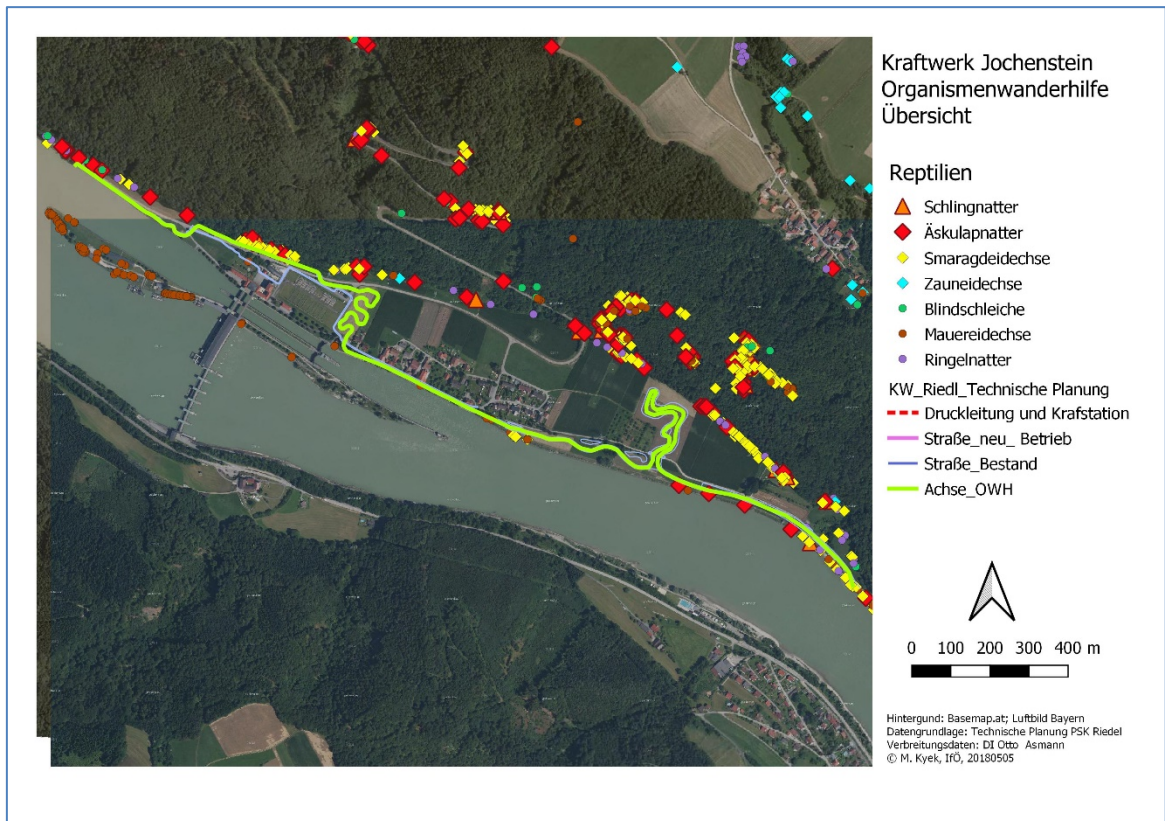 Kraftwerk Jochenstein
Organismenwanderhilfe
Übersicht
Reptilien
Schlingnatter
Äskulapnatter
Smaragdeidechse
Zauneidechse
Blindschleiche
Mauereidechse
Ringelnatter
KW_Riedl_Technische Planung
Druckleitung und Krafstation
Straße_neu_ Betrieb
Straße_Bestand
Achse_OWH
0 100 200 300 400 m
Hintergund: Basemap.at; Luftbild Bayern
Datengrundlage: Technische Planung PSK Riedel
Verbreitungsdaten: DI Otto Asmann
© M. Kyek, IfÖ, 20180505